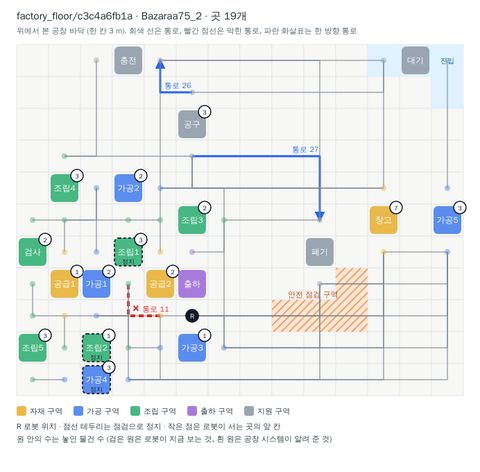 factory_floor/c3c4a6fb1a · Bazaraa75_2 · 곳 19개
위에서 본 공장 바닥 (한 칸 3 m). 회색 선은 통로, 빨간 점선은 막힌 통로, 파란 화살표는 한 방향 통로
충전
대기
진입
통로 26
공구
3
통로 27
조립4
3
가공2
2
조립3
2
창고
7
가공5
3
검사
2
조립1
3
정지
폐기
공급1
1
가공1
2
공급2
2
출하
안전 점검 구역
✕ 통로 11
R
조립5
3
조립2
1
정지
가공3
1
가공4
3
정지
자재 구역
가공 구역
조립 구역
출하 구역
지원 구역
R 로봇 위치 · 점선 테두리는 점검으로 정지 · 작은 점은 로봇이 서는 곳의 앞 칸
원 안의 수는 놓인 물건 수 (검은 원은 로봇이 지금 보는 것, 흰 원은 공장 시스템이 알려 준 것)